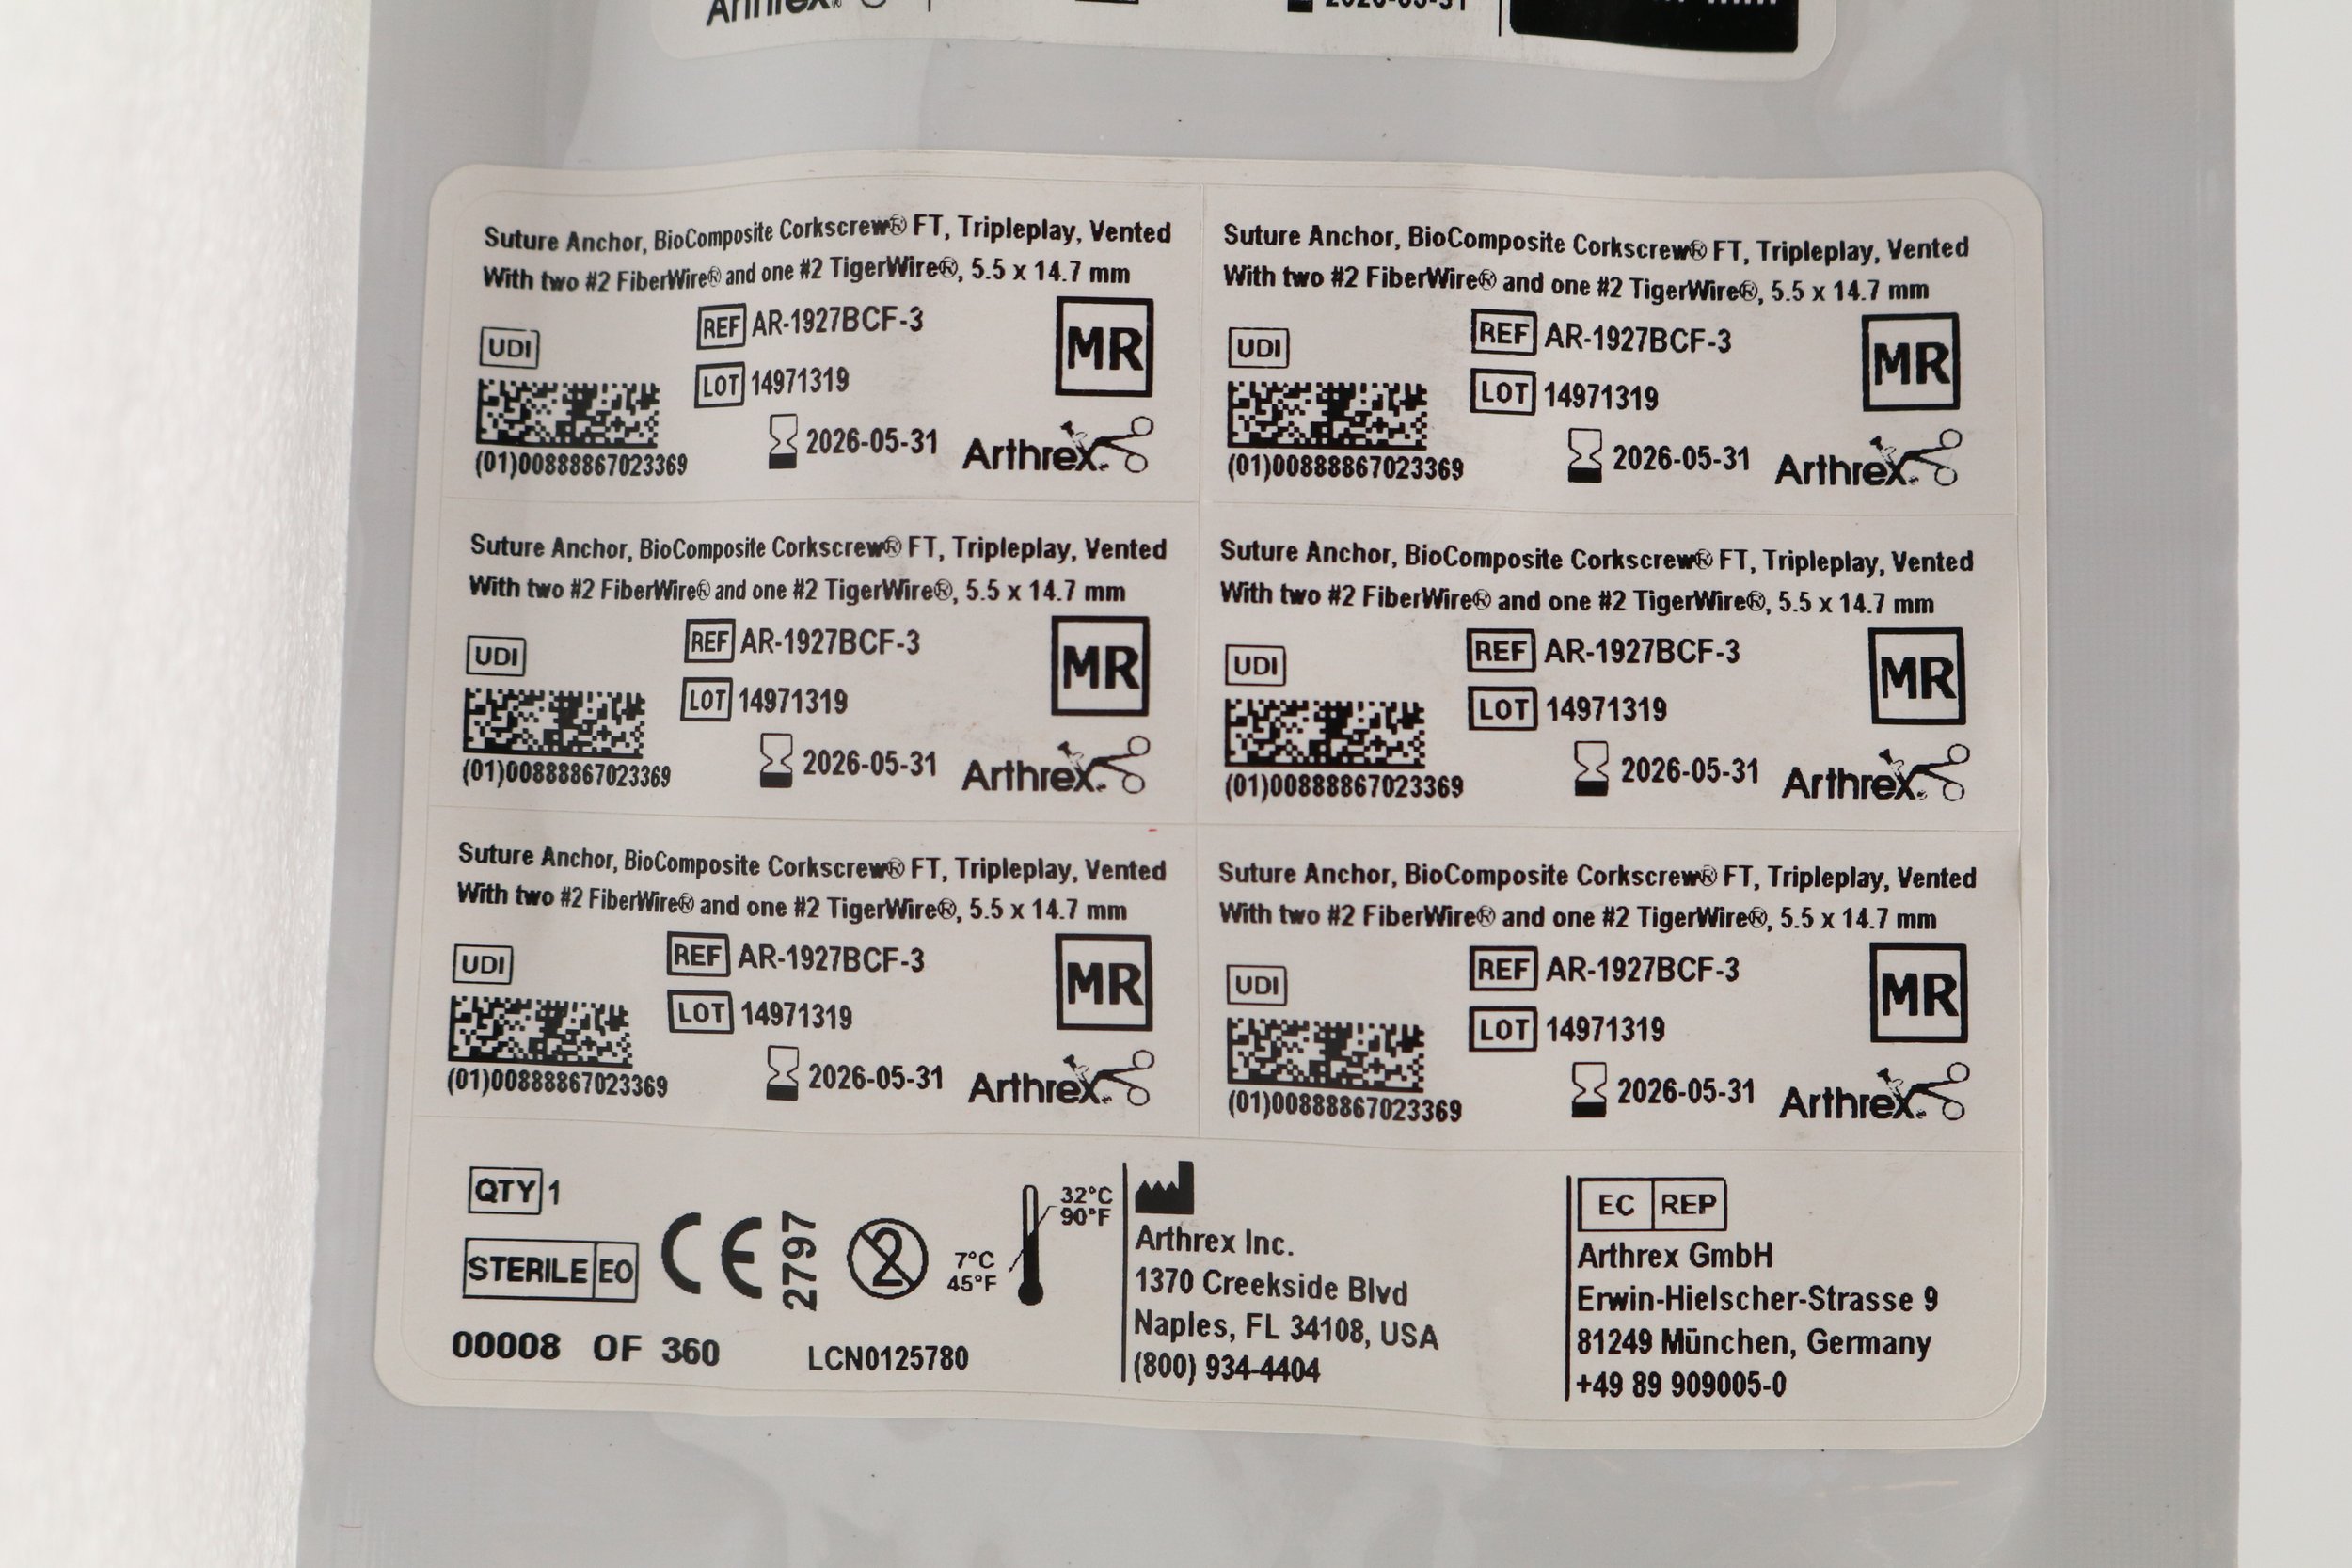 Arthrex
2026-05-31
Suture Anchor, BioComposite Corkscrew® FT, Tripleplay, Vented
With two #2 FiberWire® and one #2 TigerWire®, 5.5 x 14.7 mm
UDI
REF AR-1927BCF-3
MR
LOT 14971319
2026-05-31
Arthrex
(01)00888867023369
Suture Anchor, BioComposite Corkscrew® FT, Tripleplay, Vented
With two #2 FiberWire® and one #2 TigerWire®, 5.5 x 14.7 mm
UDI
REF AR-1927BCF-3
MR
LOT 14971319
2026-05-31
Arthrex
(01)00888867023369
Suture Anchor, BioComposite Corkscrew® FT, Tripleplay, Vented
With two #2 FiberWire® and one #2 TigerWire®, 5.5 x 14.7 mm
UDI
REF AR-1927BCF-3
MR
LOT 14971319
2026-05-31
Arthrex
(01)00888867023369
Suture Anchor, BioComposite Corkscrew® FT, Tripleplay, Vented
With two #2 FiberWire® and one #2 TigerWire®, 5.5 x 14.7 mm
UDI
REF AR-1927BCF-3
MR
LOT 14971319
2026-05-31
Arthrex
(01)00888867023369
Suture Anchor, BioComposite Corkscrew® FT, Tripleplay, Vented
With two #2 FiberWire® and one #2 TigerWire®, 5.5 x 14.7 mm
UDI
REF AR-1927BCF-3
MR
LOT 14971319
2026-05-31
Arthrex
(01)00888867023369
Suture Anchor, BioComposite Corkscrew® FT, Tripleplay, Vented
With two #2 FiberWire® and one #2 TigerWire®, 5.5 x 14.7 mm
UDI
REF AR-1927BCF-3
MR
LOT 14971319
2026-05-31
Arthrex
(01)00888867023369
QTY 1
STERILE EO
CE 2797
2
7°C
45°F
32°C
90°F
00008 OF 360 LCN0125780
Arthrex Inc.
1370 Creekside Blvd
Naples, FL 34108, USA
(800) 934-4404
EC REP
Arthrex GmbH
Erwin-Hielscher-Strasse 9
81249 München, Germany
+49 89 909005-0